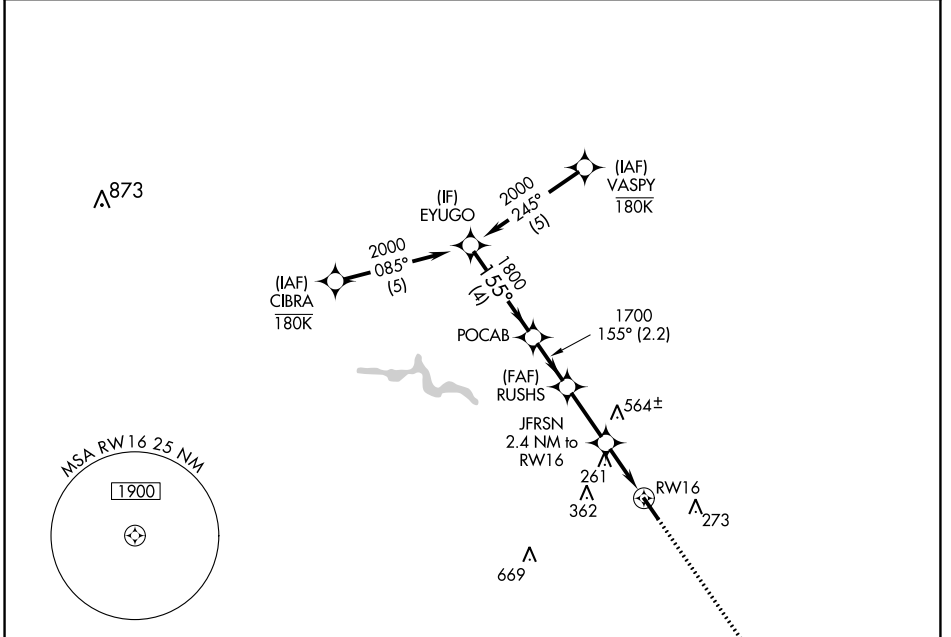 873
(IAF)
VASPY
180K
2000
245°
(5)
(IF)
EYUGO
2000
085°
(5)
(IAF)
CIBRA
180K
1800
155°
(4)
POCAB
1700
155° (2.2)
(FAF)
RUSHS
564±
JFRSN
2.4 NM to
RW16
261
362
RW16
273
669
MSA RW16 25 NM
1900